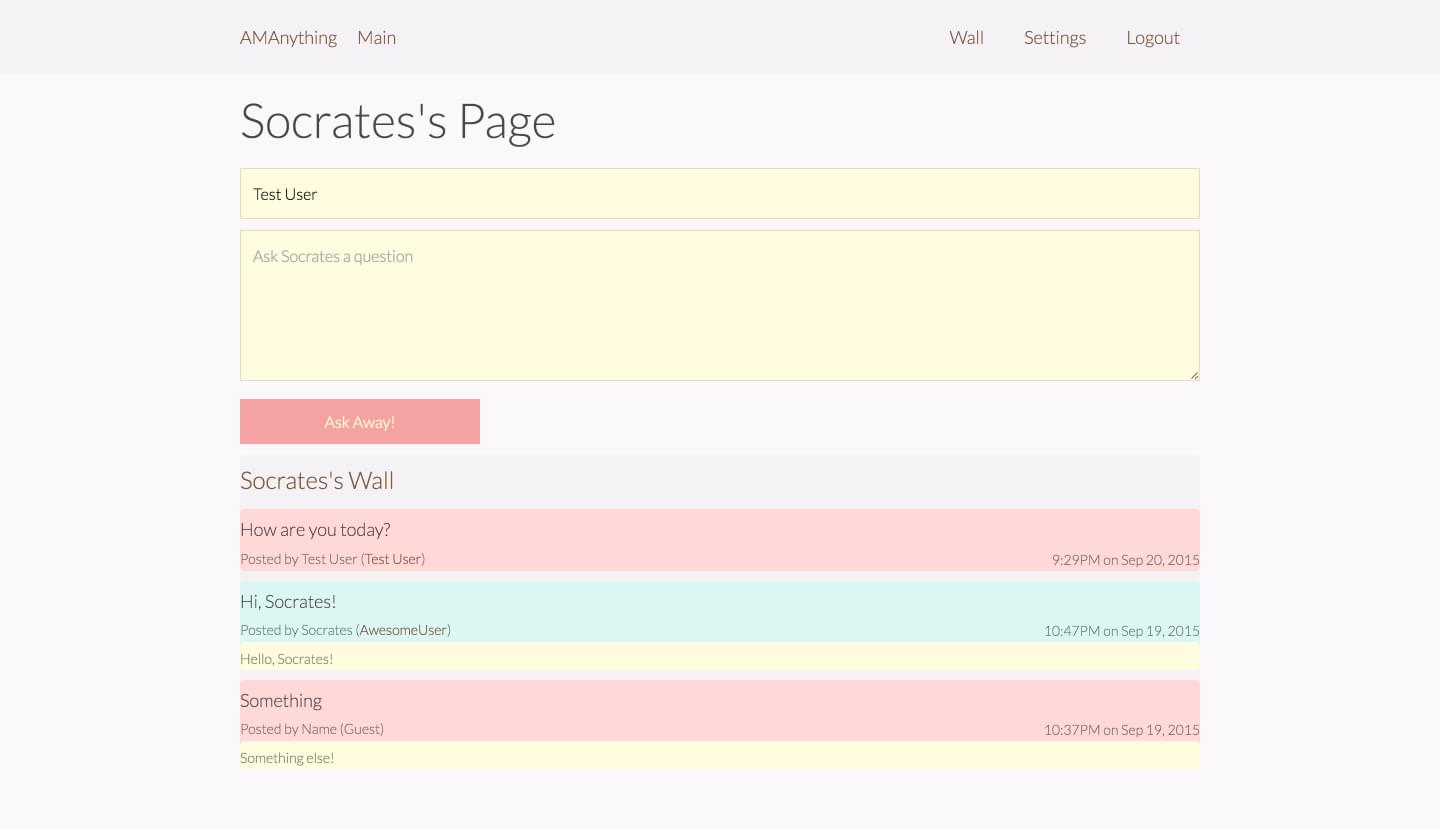 AMAnything Main Wall Settings Logout
Socrates's Page
Test User
Ask Socrates a question
Ask Away!
Socrates's Wall
How are you today?
Posted by Test User (Test User) 9:29PM on Sep 20, 2015
Hi, Socrates!
Posted by Socrates (AwesomeUser) 10:47PM on Sep 19, 2015
Hello, Socrates!
Something
Posted by Name (Guest) 10:37PM on Sep 19, 2015
Something else!